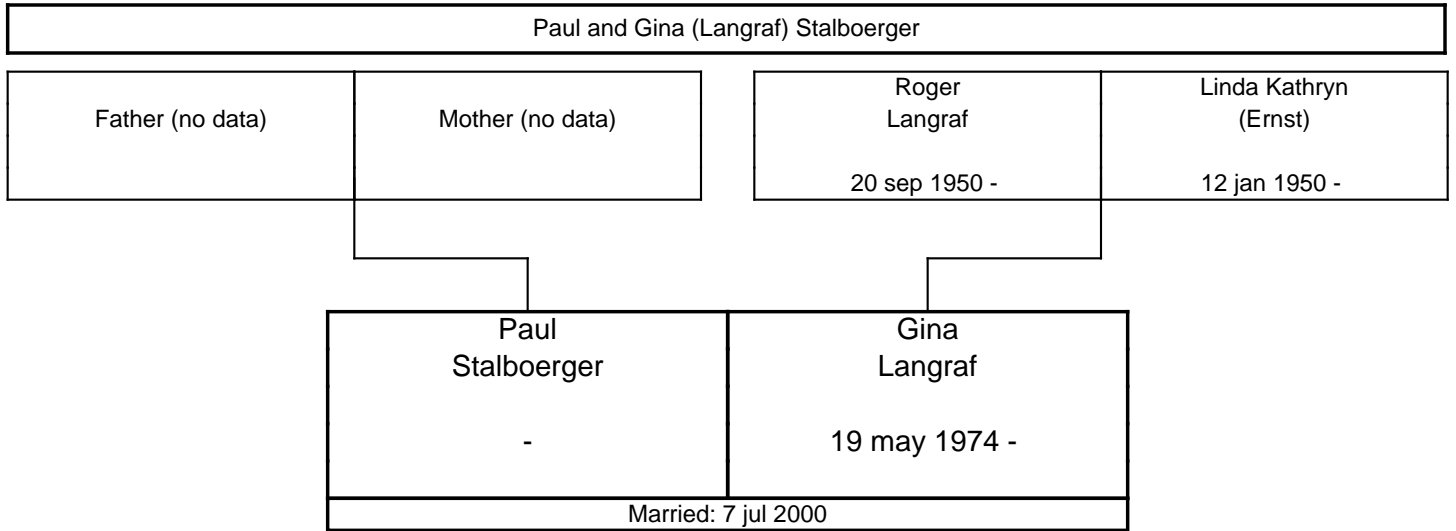 Paul and Gina (Langraf) Stalboerger
Father (no data)
Mother (no data)
Roger
Langraf
20 sep 1950 -
Linda Kathryn
(Ernst)
12 jan 1950 -
Paul
Stalboerger
-
Gina
Langraf
19 may 1974 -
Married: 7 jul 2000